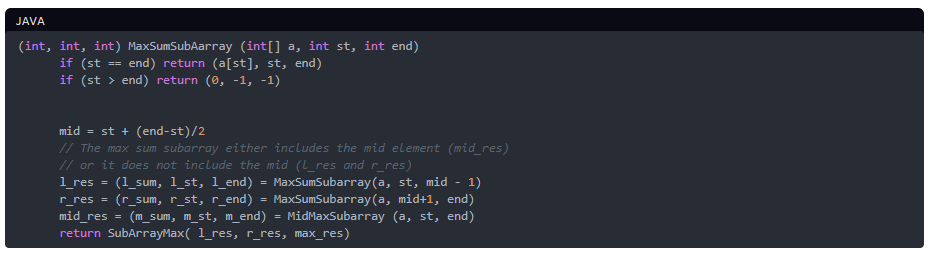 JAVA
(int, int, int) MaxSumSubAarray (int[] a, int st, int end)
if (st == end) return (a[st], st, end)
if (st > end) return (0, -1, -1)
mid = st + (end-st)/2
// The max sum subarray either includes the mid element (mid_res)
// or it does not include the mid (l_res and r_res)
l_res = (l_sum, l_st, l_end) = MaxSumSubarray(a, st, mid - 1)
r_res = (r_sum, r_st, r_end) = MaxSumSubarray(a, mid+1, end)
mid_res = (m_sum, m_st, m_end) = MidMaxSubarray (a, st, end)
return SubArrayMax( l_res, r_res, max_res)